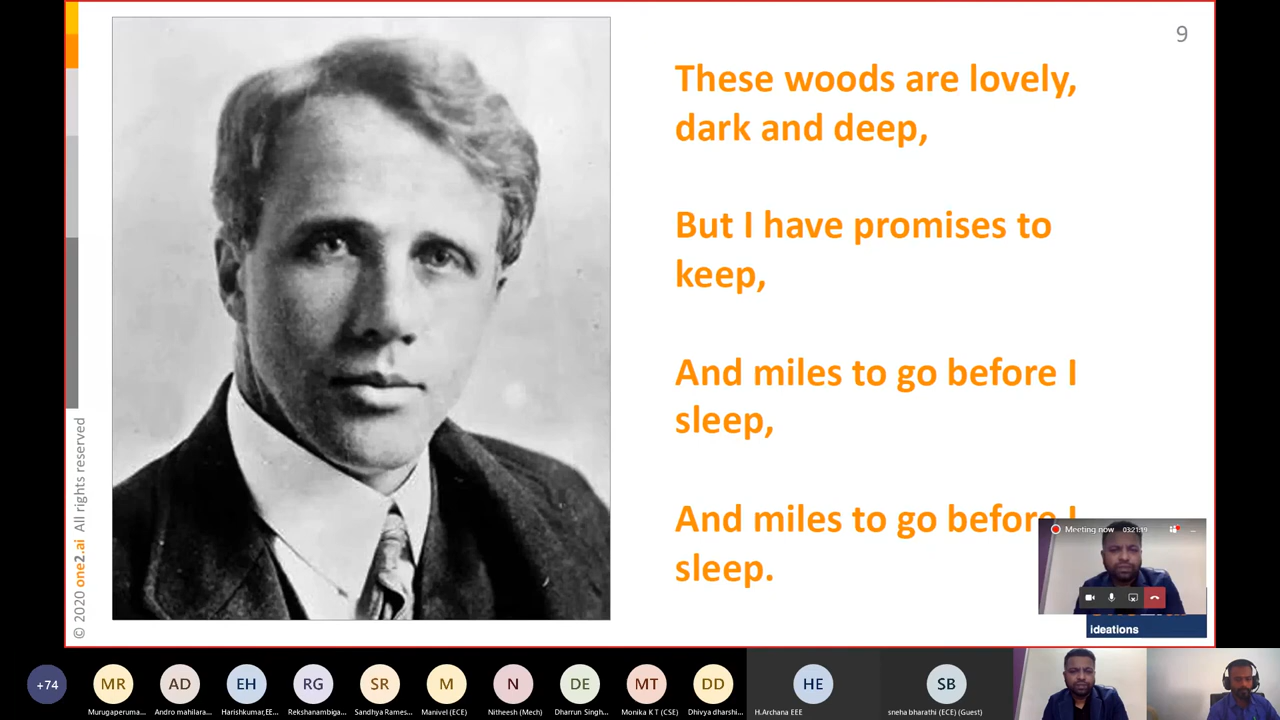 9
These woods are lovely,
dark and deep,
But I have promises to
keep,
And miles to go before I
sleep,
And miles to go before I
sleep.
© 2020 one2.ai All rights reserved
Meeting now 03:21:19
ideations
+74
MR
AD
EH
RG
SR
M
N
DE
MT
DD
HE
SB
Murugaperuma...
Andro mahilara...
Harishkumar,EE...
Rekshanambiga...
Sandhya Rames...
Manivel (ECE)
Nitheesh (Mech)
Dharrun Singh...
Monika K T (CSE)
Dhivya dharshi...
H.Archana EEE
sneha bharathi (ECE) (Guest)